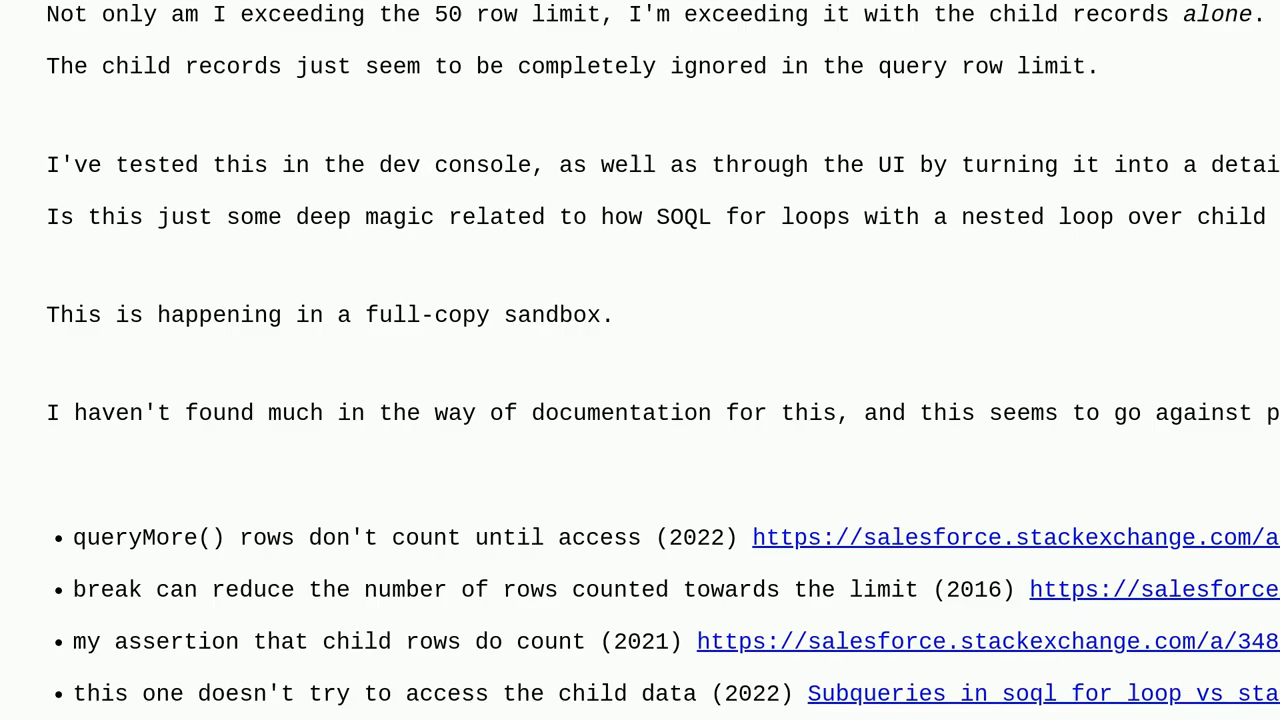 Not only am I exceeding the 50 row limit, I'm exceeding it with the child records alone.
The child records just seem to be completely ignored in the query row limit.
I've tested this in the dev console, as well as through the UI by turning it into a detai
Is this just some deep magic related to how SOQL for loops with a nested loop over child
This is happening in a full-copy sandbox.
I haven't found much in the way of documentation for this, and this seems to go against p
• queryMore() rows don't count until access (2022) https://salesforce.stackexchange.com/a
• break can reduce the number of rows counted towards the limit (2016) https://salesforce
• my assertion that child rows do count (2021) https://salesforce.stackexchange.com/a/348
• this one doesn't try to access the child data (2022) Subqueries in soql for loop vs sta